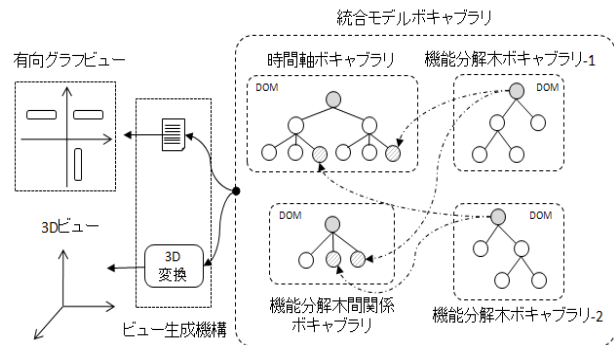 統合モデルボキャブラリ
有向グラフビュー
時間軸ボキャブラリ
機能分解木ボキャブラリ-1
DOM
DOM
3Dビュー
DOM
DOM
3D
変換
ビュー生成機構
機能分解木間関係
ボキャブラリ
機能分解木ボキャブラリ-2